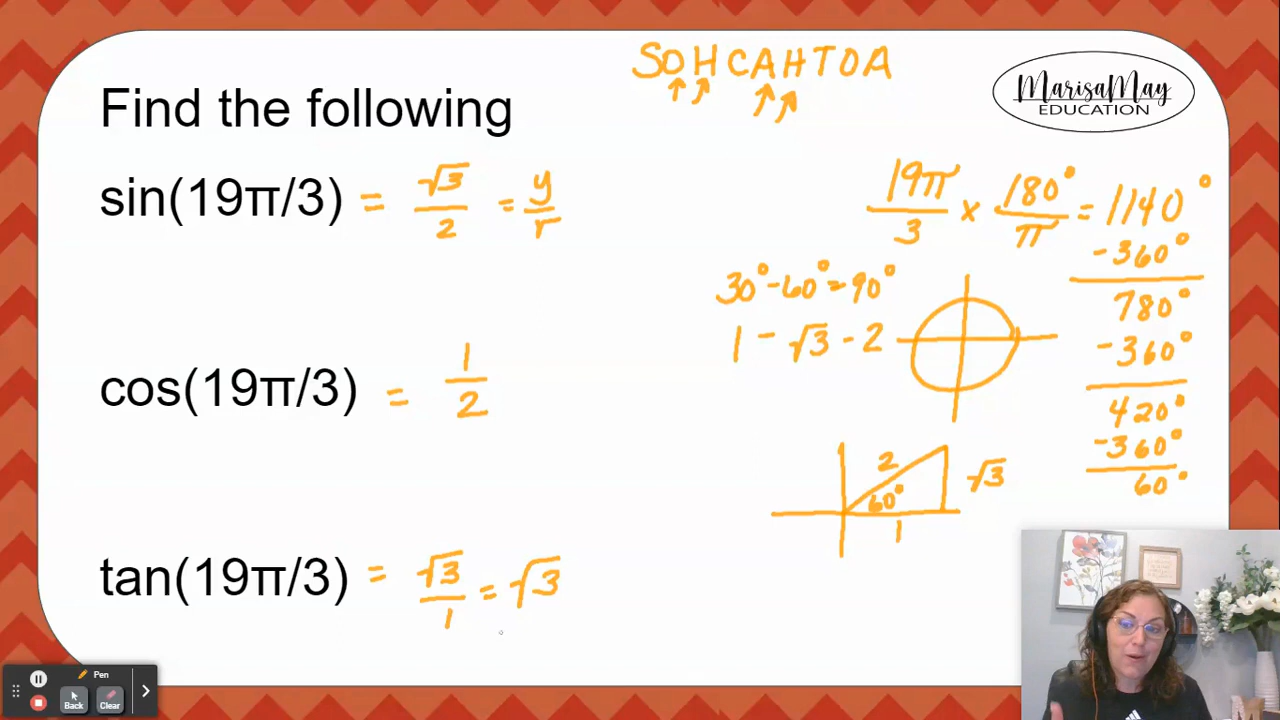 SOHCAHTOA
MarisaMay
EDUCATION
Find the following
sin(19π/3) = √3/2 = y/r
19π/3 × 180°/π = 1140°
-360°
780°
-360°
420°
-360°
60°
30°-60°-90°
1 - √3 - 2
cos(19π/3) = 1/2
2
60°
√3
1
tan(19π/3) = √3/1 = √3
Pen
Back
Clear